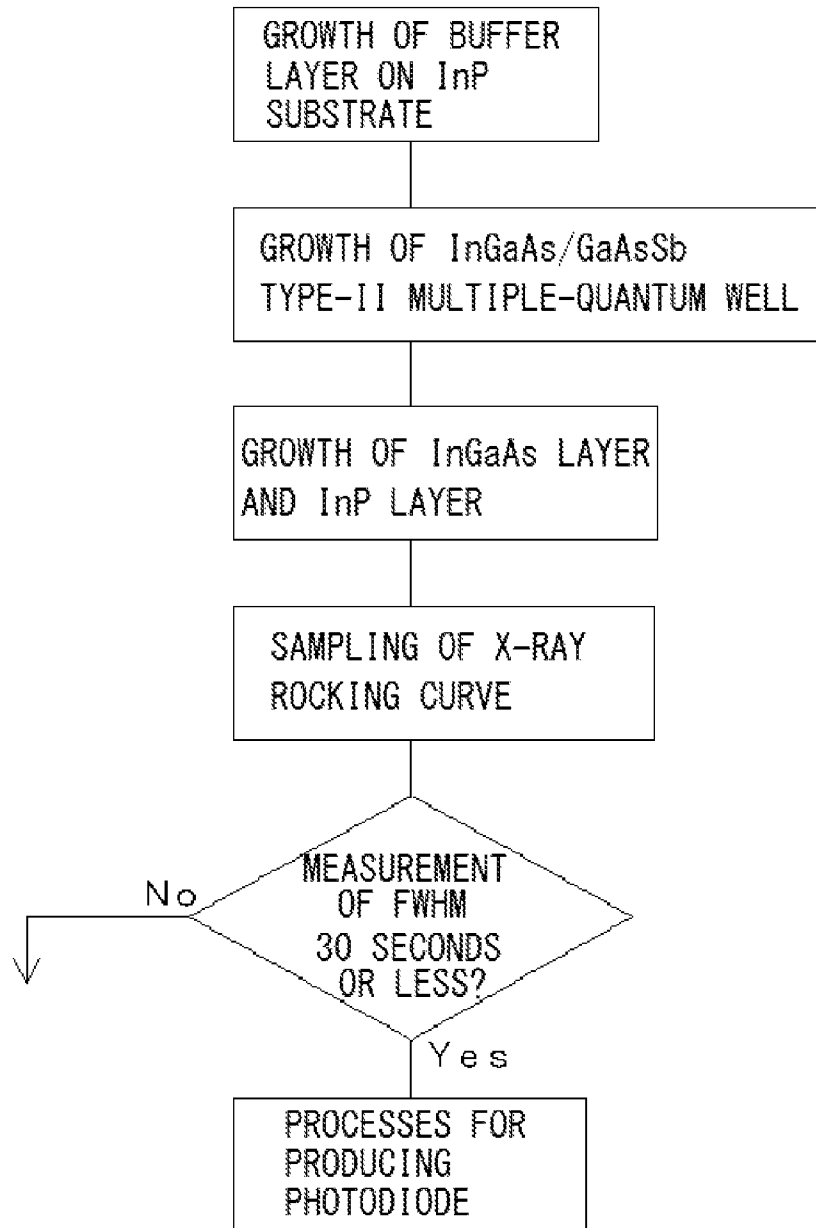 GROWTH OF BUFFER
LAYER ON InP
SUBSTRATE
GROWTH OF InGaAs/GaAsSb
TYPE-II MULTIPLE-QUANTUM WELL
GROWTH OF InGaAs LAYER
AND InP LAYER
SAMPLING OF X-RAY
ROCKING CURVE
MEASUREMENT
OF FWHM
30 SECONDS
OR LESS?
No
Yes
PROCESSES FOR
PRODUCING
PHOTODIODE